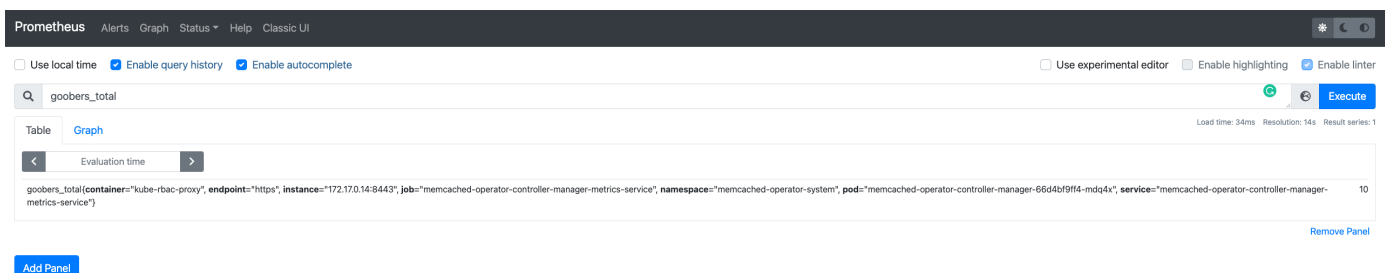 Prometheus Alerts Graph Status Help Classic UI
Use local time Enable query history Enable autocomplete Use experimental editor Enable highlighting Enable linter
goobers_total Execute
Table Graph Load time: 34ms Resolution: 14s Result series: 1
Evaluation time
goobers_total{container="kube-rbac-proxy", endpoint="https", instance="172.17.0.14:8443", job="memcached-operator-controller-manager-metrics-service", namespace="memcached-operator-system", pod="memcached-operator-controller-manager-66d4bf9ff4-mdq4x", service="memcached-operator-controller-manager- 10
metrics-service"}
Remove Panel
Add Panel